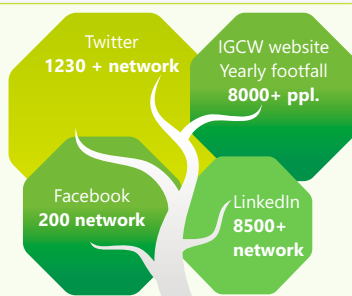 Twitter
1230 + network
IGCW website
Yearly footfall
8000+ ppl.
Facebook
200 network
LinkedIn
8500+
network